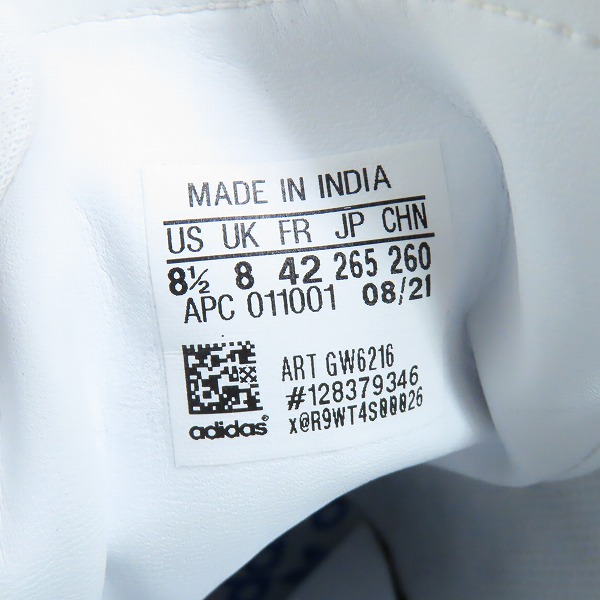 MADE IN INDIA
US UK FR JP CHN
8½ 8 42 265 260
APC 011001 08/21
ART GW6216
#128379346
x@R9WT4S00026
adidas®